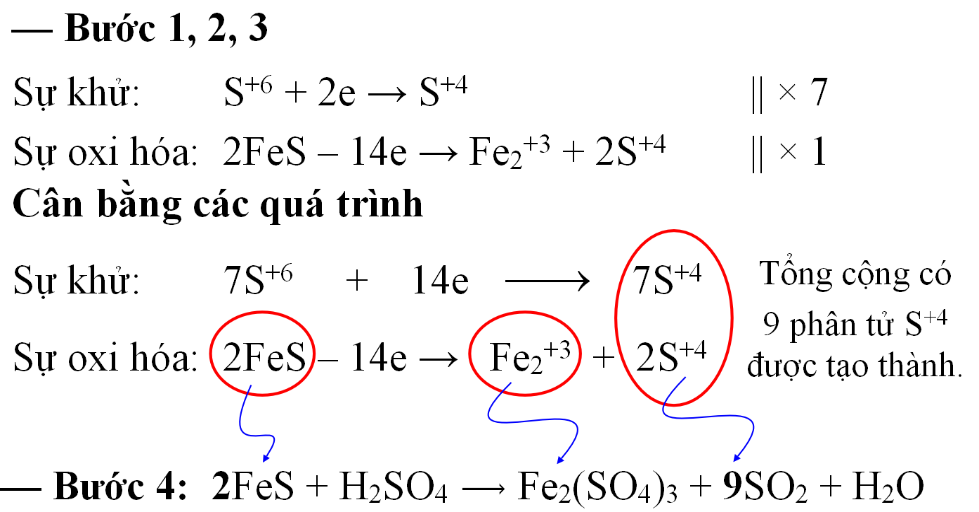 — Bước 1, 2, 3
Sự khử: S⁺⁶ + 2e → S⁺⁴ || × 7
Sự oxi hóa: 2FeS – 14e → Fe₂⁺³ + 2S⁺⁴ || × 1
Cân bằng các quá trình
Sự khử: 7S⁺⁶ + 14e ⟶ 7S⁺⁴
Sự oxi hóa: 2FeS – 14e → Fe₂⁺³ + 2S⁺⁴
Tổng cộng có
9 phân tử S⁺⁴
được tạo thành.
— Bước 4: 2FeS + H₂SO₄ ⟶ Fe₂(SO₄)₃ + 9SO₂ + H₂O